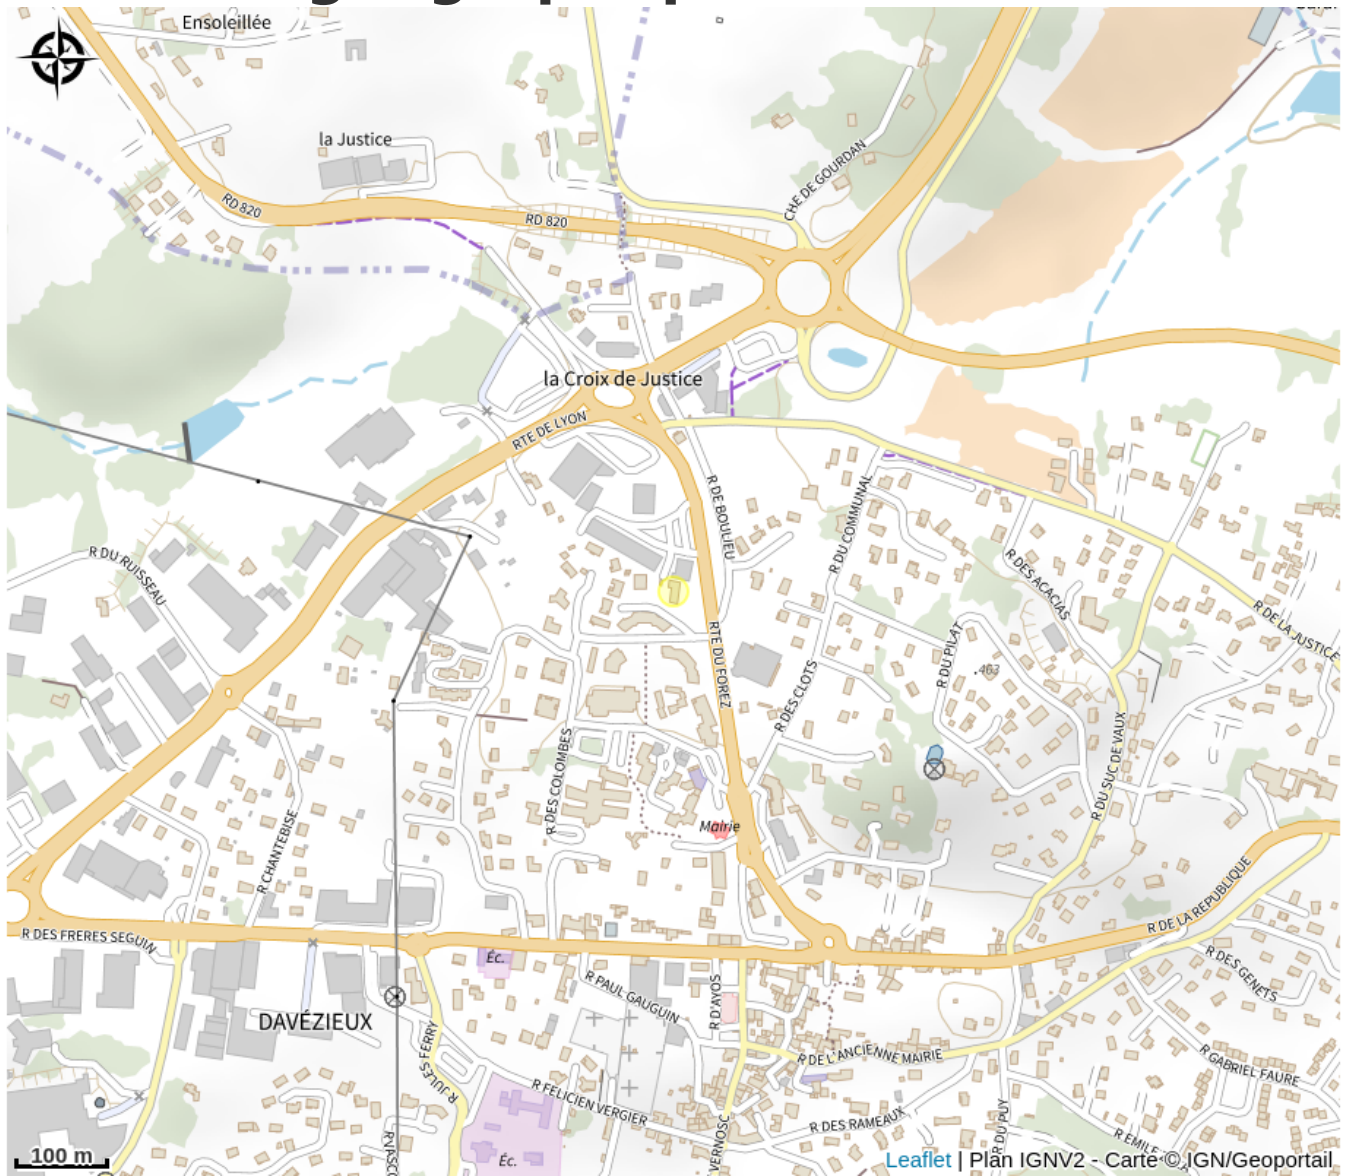 Ensoleillée
la Justice
CHE DE GOURDAN
RD 820
RD 820
la Croix de Justice
RTE DE LYON
R DE BOULIEU
R DU COMMUNAL
R DU RUISSEAU
R DES ACACIAS
R DE LA JUSTICE
RTE DU FOREZ
R DU PILAT
403
R DES CLOTS
R DU SUC DE VAUX
R DES COLOMBES
Mairie
R CHANTEBISE
R DE LA REPUBLIQUE
R DES FRERES SEGUIN
Éc.
R PAUL GAUGUIN
R D'AYOS
R DES GENETS
DAVÉZIEUX
R DE L'ANCIENNE MAIRIE
R JULES FERRY
R GABRIEL FAURE
R FELICIEN VERGIER
R DES RAMEAUX
R DU PUY
R EMILE
VERNOSC
Éc.
100 m
Leaflet | Plan IGNV2 - Carte © IGN/Geoportail